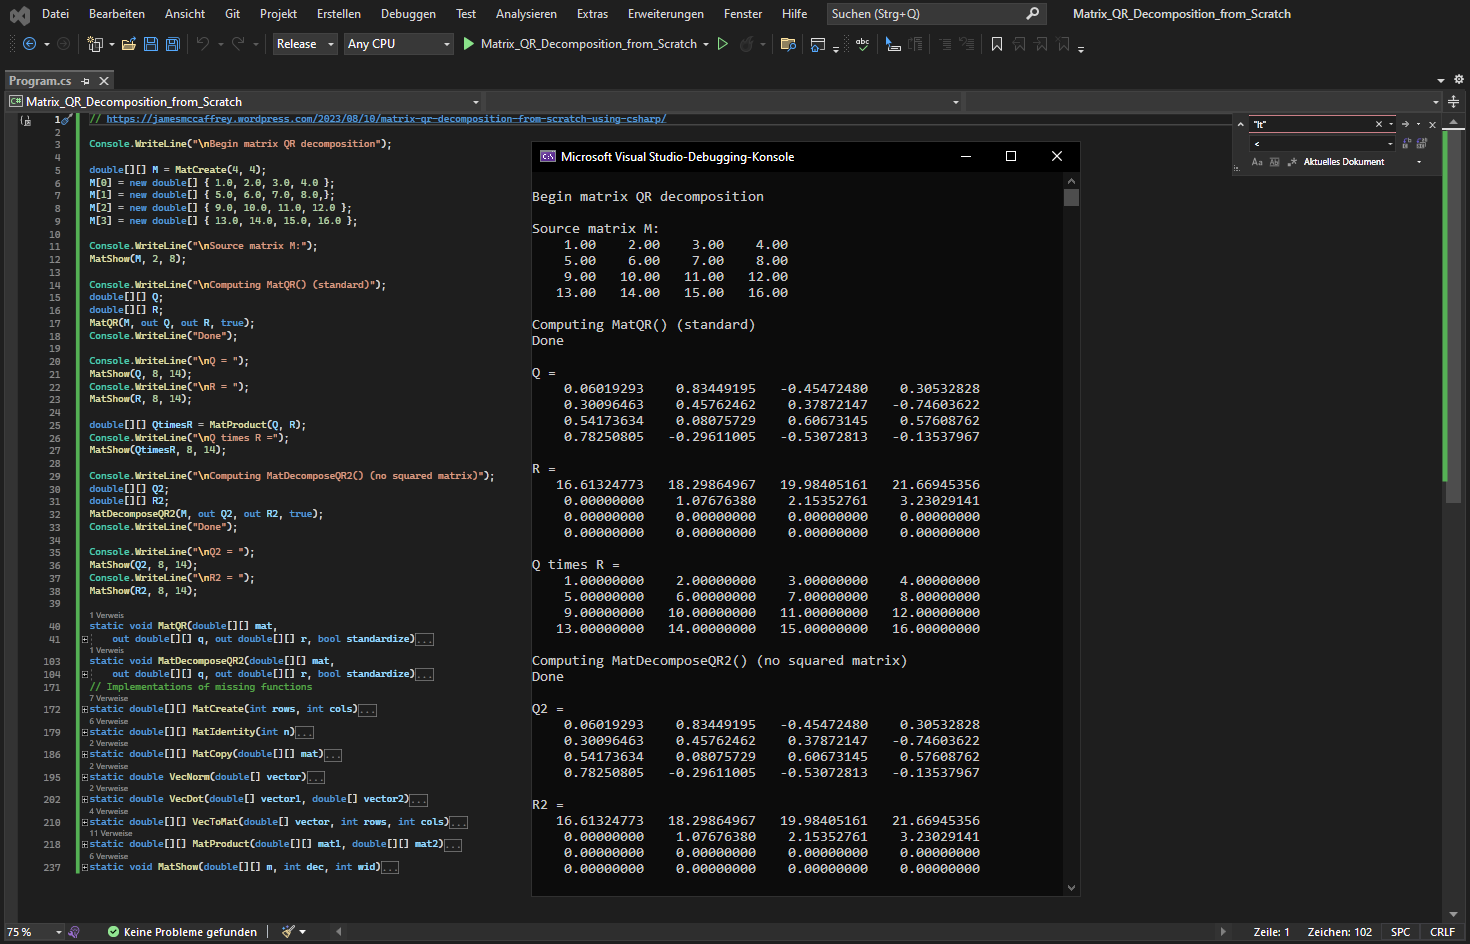 Datei Bearbeiten Ansicht Git Projekt Erstellen Debuggen Test Analysieren Extras Erweiterungen Fenster Hilfe Suchen (Strg+Q) Matrix_QR_Decomposition_from_Scratch
Release Any CPU Matrix_QR_Decomposition_from_Scratch
Program.cs
C# Matrix_QR_Decomposition_from_Scratch
1 // https://jamesmccaffrey.wordpress.com/2023/08/10/matrix-qr-decomposition-from-scratch-using-csharp/
2
3 Console.WriteLine("\nBegin matrix QR decomposition");
4
5 double[][] M = MatCreate(4, 4);
6 M[0] = new double[] { 1.0, 2.0, 3.0, 4.0 };
7 M[1] = new double[] { 5.0, 6.0, 7.0, 8.0,};
8 M[2] = new double[] { 9.0, 10.0, 11.0, 12.0 };
9 M[3] = new double[] { 13.0, 14.0, 15.0, 16.0 };
10
11 Console.WriteLine("\nSource matrix M:");
12 MatShow(M, 2, 8);
13
14 Console.WriteLine("\nComputing MatQR() (standard)");
15 double[][] Q;
16 double[][] R;
17 MatQR(M, out Q, out R, true);
18 Console.WriteLine("Done");
19
20 Console.WriteLine("\nQ = ");
21 MatShow(Q, 8, 14);
22 Console.WriteLine("\nR = ");
23 MatShow(R, 8, 14);
24
25 double[][] QtimesR = MatProduct(Q, R);
26 Console.WriteLine("\nQ times R =");
27 MatShow(QtimesR, 8, 14);
28
29 Console.WriteLine("\nComputing MatDecomposeQR2() (no squared matrix)");
30 double[][] Q2;
31 double[][] R2;
32 MatDecomposeQR2(M, out Q2, out R2, true);
33 Console.WriteLine("Done");
34
35 Console.WriteLine("\nQ2 = ");
36 MatShow(Q2, 8, 14);
37 Console.WriteLine("\nR2 = ");
38 MatShow(R2, 8, 14);
39
1 Verweis
40 static void MatQR(double[][] mat,
41 out double[][] q, out double[][] r, bool standardize)...
1 Verweis
103 static void MatDecomposeQR2(double[][] mat,
104 out double[][] q, out double[][] r, bool standardize)...
171 // Implementations of missing functions
7 Verweise
172 static double[][] MatCreate(int rows, int cols)...
6 Verweise
179 static double[][] MatIdentity(int n)...
2 Verweise
186 static double[][] MatCopy(double[][] mat)...
2 Verweise
195 static double VecNorm(double[] vector)...
2 Verweise
202 static double VecDot(double[] vector1, double[] vector2)...
4 Verweise
210 static double[][] VecToMat(double[] vector, int rows, int cols)...
11 Verweise
218 static double[][] MatProduct(double[][] mat1, double[][] mat2)...
6 Verweise
237 static void MatShow(double[][] m, int dec, int wid)...
Microsoft Visual Studio-Debugging-Konsole
Begin matrix QR decomposition
Source matrix M:
1.00 2.00 3.00 4.00
5.00 6.00 7.00 8.00
9.00 10.00 11.00 12.00
13.00 14.00 15.00 16.00
Computing MatQR() (standard)
Done
Q =
0.06019293 0.83449195 -0.45472480 0.30532828
0.30096463 0.45762462 0.37872147 -0.74603622
0.54173634 0.08075729 0.60673145 0.57608762
0.78250805 -0.29611005 -0.53072813 -0.13537967
R =
16.61324773 18.29864967 19.98405161 21.66945356
0.00000000 1.07676380 2.15352761 3.23029141
0.00000000 0.00000000 0.00000000 0.00000000
0.00000000 0.00000000 0.00000000 0.00000000
Q times R =
1.00000000 2.00000000 3.00000000 4.00000000
5.00000000 6.00000000 7.00000000 8.00000000
9.00000000 10.00000000 11.00000000 12.00000000
13.00000000 14.00000000 15.00000000 16.00000000
Computing MatDecomposeQR2() (no squared matrix)
Done
Q2 =
0.06019293 0.83449195 -0.45472480 0.30532828
0.30096463 0.45762462 0.37872147 -0.74603622
0.54173634 0.08075729 0.60673145 0.57608762
0.78250805 -0.29611005 -0.53072813 -0.13537967
R2 =
16.61324773 18.29864967 19.98405161 21.66945356
0.00000000 1.07676380 2.15352761 3.23029141
0.00000000 0.00000000 0.00000000 0.00000000
0.00000000 0.00000000 0.00000000 0.00000000
"lt"
<
Aa Ab .* Aktuelles Dokument
75 % Keine Probleme gefunden Zeile: 1 Zeichen: 102 SPC CRLF